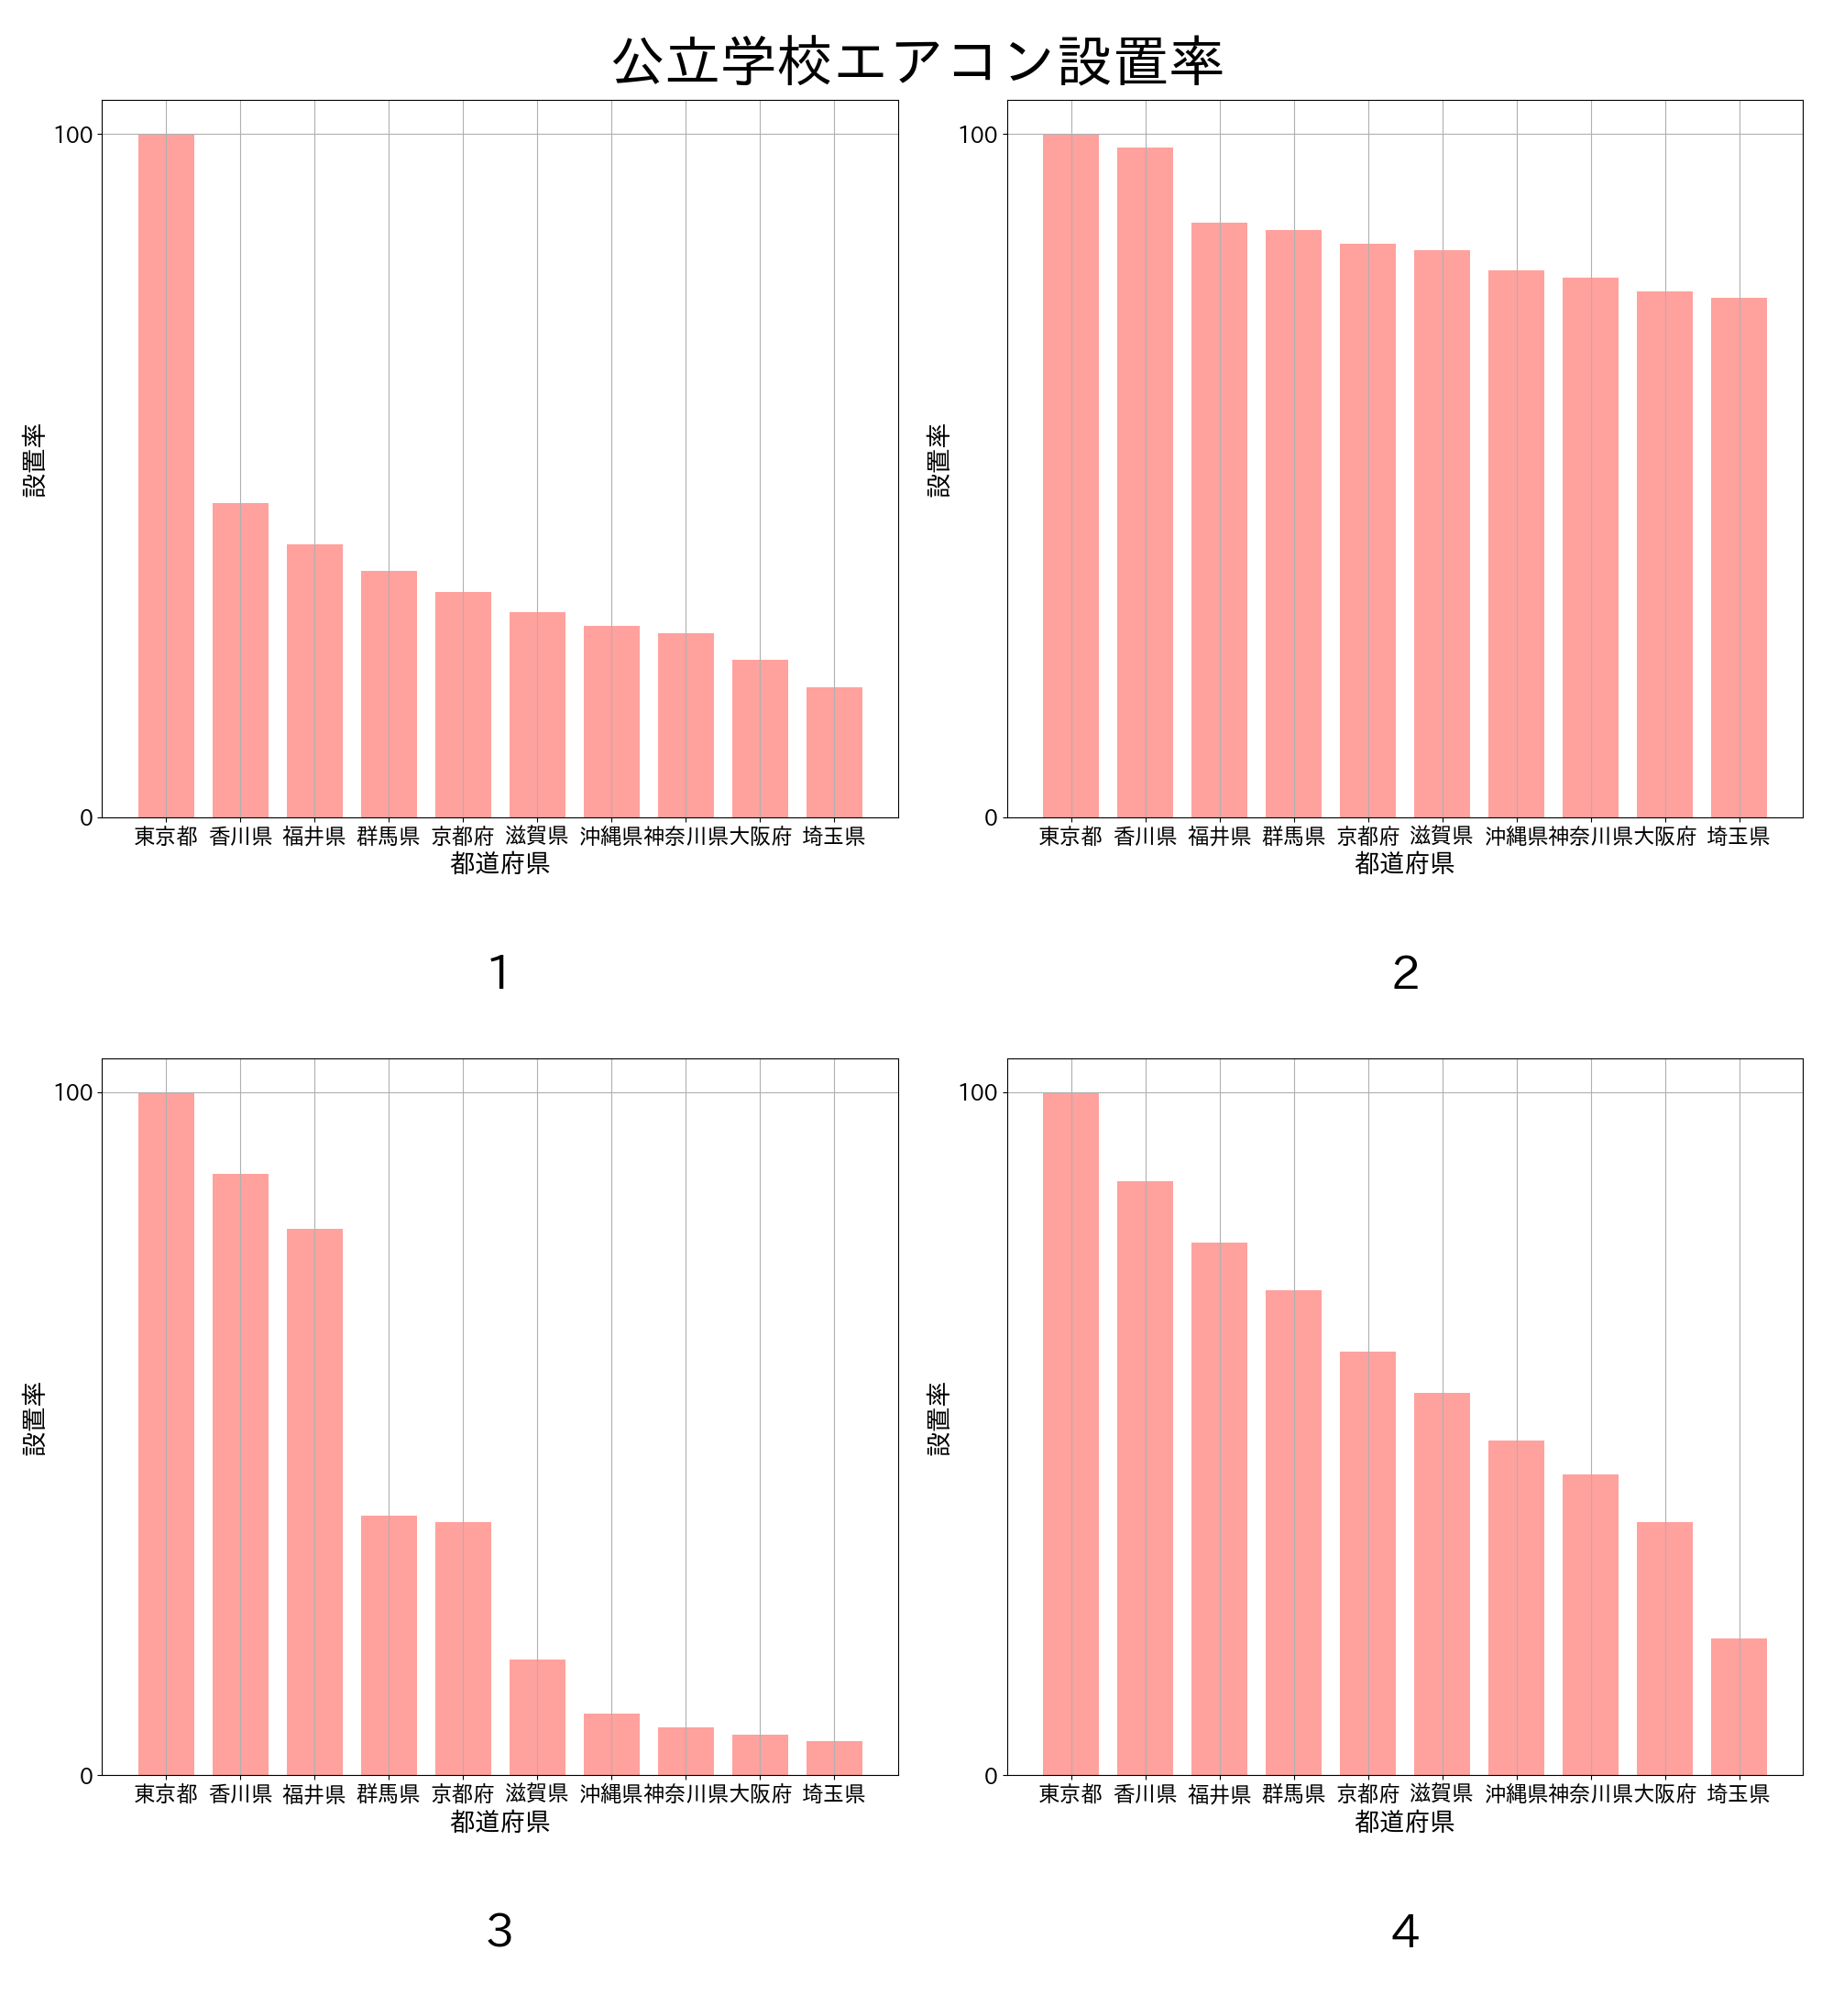 公立学校エアコン設置率
100
設置率
0
東京都 香川県 福井県 群馬県 京都府 滋賀県 沖縄県 神奈川県 大阪府 埼玉県
都道府県
1
100
設置率
0
東京都 香川県 福井県 群馬県 京都府 滋賀県 沖縄県 神奈川県 大阪府 埼玉県
都道府県
2
100
設置率
0
東京都 香川県 福井県 群馬県 京都府 滋賀県 沖縄県 神奈川県 大阪府 埼玉県
都道府県
3
100
設置率
0
東京都 香川県 福井県 群馬県 京都府 滋賀県 沖縄県 神奈川県 大阪府 埼玉県
都道府県
4